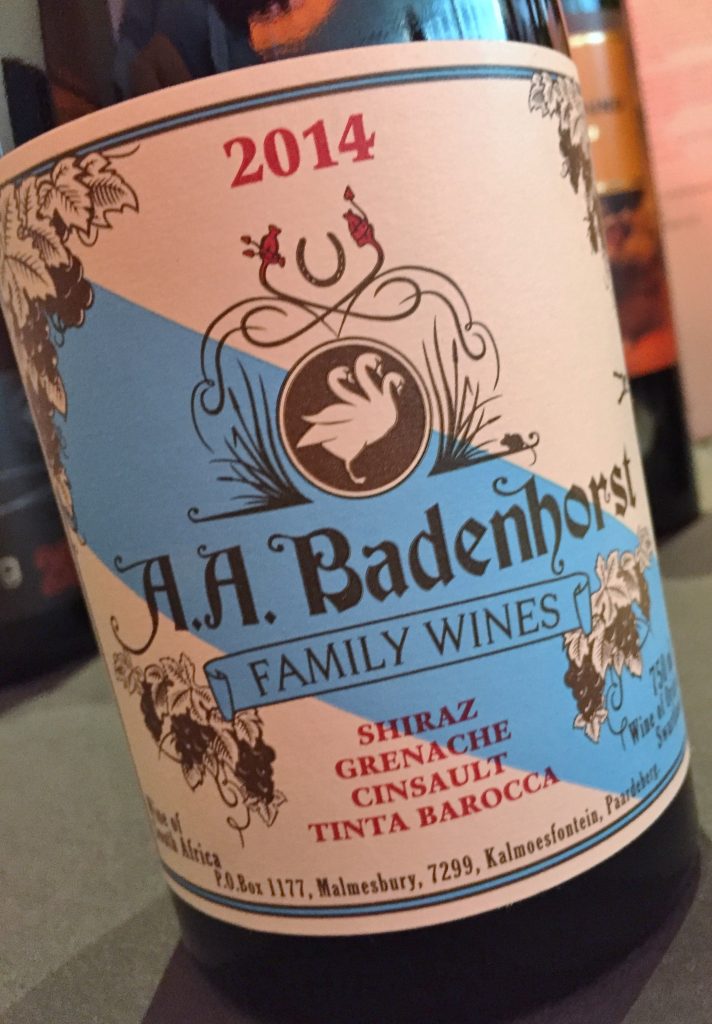 2014
A.A. Badenhorst
FAMILY WINES
SHIRAZ
GRENACHE
CINSAULT
TINTA BAROCCA
750
Wine of
of
Africa
P.O.Box 1177, Malmesbury, 7299, Kalmoesfontein, Paardeberg.